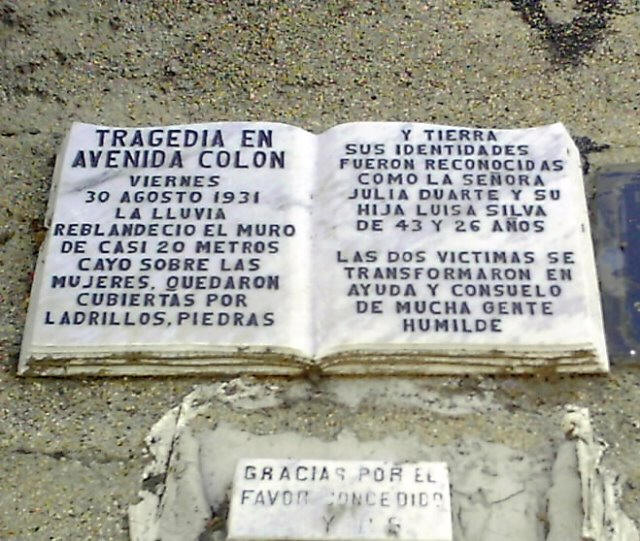 TRAGEDIA EN
AVENIDA COLON
VIERNES
30 AGOSTO 1931
LA LLUVIA
REBLANDECIO EL MURO
DE CASI 20 METROS
CAYO SOBRE LAS
MUJERES, QUEDARON
CUBIERTAS POR
LADRILLOS, PIEDRAS
Y TIERRA
SUS IDENTIDADES
FUERON RECONOCIDAS
COMO LA SEÑORA
JULIA DUARTE Y SU
HIJA LUISA SILVA
DE 43 Y 26 AÑOS
LAS DOS VICTIMAS SE
TRANSFORMARON EN
AYUDA Y CONSUELO
DE MUCHA GENTE
HUMILDE
GRACIAS POR EL
FAVOR CONCEDIDO